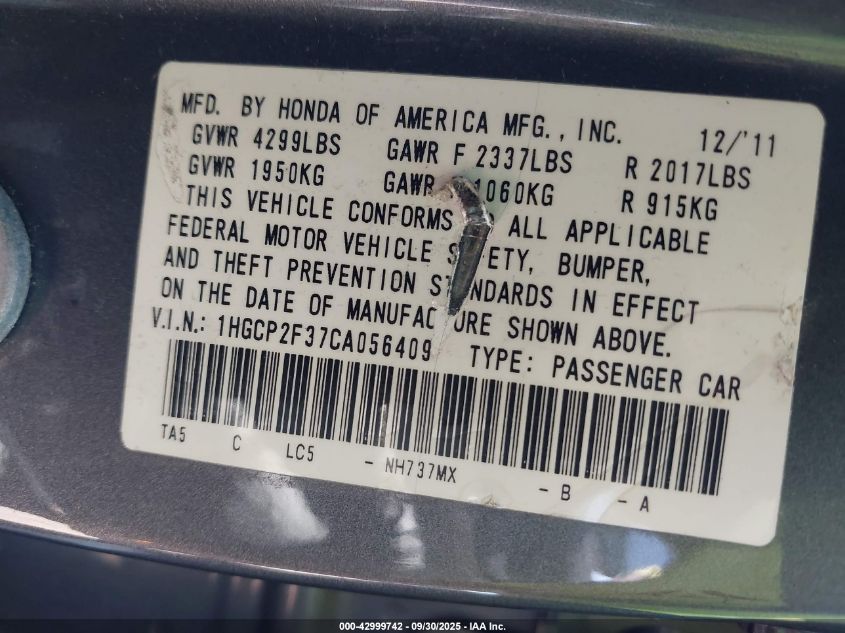 MFD. BY HONDA OF AMERICA MFG., INC. 12/'11
GVWR 4299LBS GAWR F 2337LBS R 2017LBS
GVWR 1950KG GAWR 1060KG R 915KG
THIS VEHICLE CONFORMS ALL APPLICABLE
FEDERAL MOTOR VEHICLE S ETY, BUMPER,
AND THEFT PREVENTION ST NDARDS IN EFFECT
ON THE DATE OF MANUFAC URE SHOWN ABOVE.
V.I.N.: 1HGCP2F37CA056409 TYPE: PASSENGER CAR
TA5 C LC5 - NH737MX - B - A
000-42999742 - 09/30/2025 - IAA Inc.